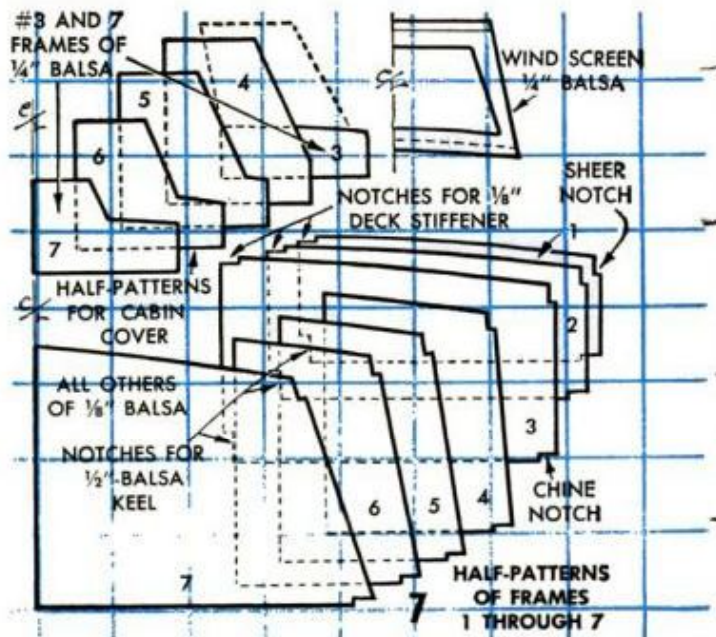 #3 AND 7
FRAMES OF
1/4" BALSA
4
5
6
7
3
C/L
WIND SCREEN
1/4" BALSA
SHEER
NOTCH
NOTCHES FOR 1/8"
DECK STIFFENER
1
HALF-PATTERNS
FOR CABIN
COVER
2
ALL OTHERS
OF 1/8" BALSA
NOTCHES FOR
1/2" BALSA
KEEL
3
CHINE
NOTCH
4
5
6
7
7
HALF-PATTERNS
OF FRAMES
1 THROUGH 7